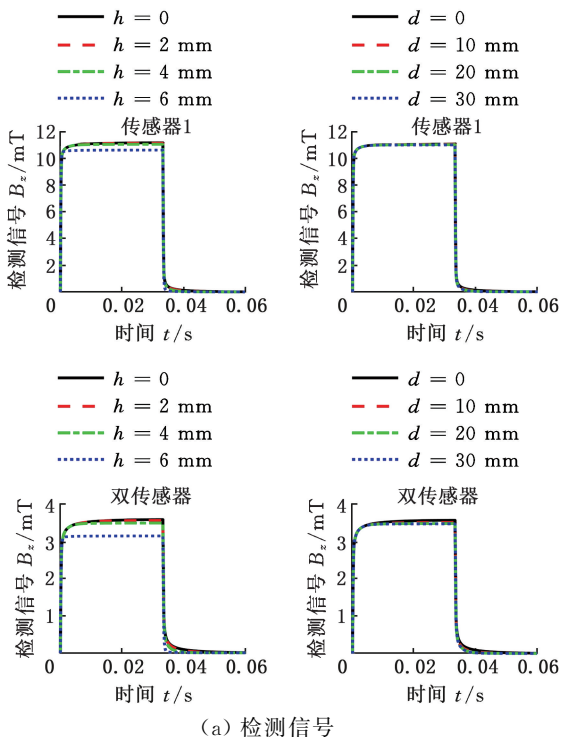 h = 0
h = 2 mm
h = 4 mm
h = 6 mm
传感器1
检测信号 Bz/mT
12
10
8
6
4
2
0
0.02
0.04
0.06
时间 t/s
d = 0
d = 10 mm
d = 20 mm
d = 30 mm
传感器1
检测信号 Bz/mT
12
10
8
6
4
2
0
0.02
0.04
0.06
时间 t/s
h = 0
h = 2 mm
h = 4 mm
h = 6 mm
双传感器
检测信号 Bz/mT
4
3
2
1
0
0.02
0.04
0.06
时间 t/s
d = 0
d = 10 mm
d = 20 mm
d = 30 mm
双传感器
检测信号 Bz/mT
4
3
2
1
0
0.02
0.04
0.06
时间 t/s
(a) 检测信号